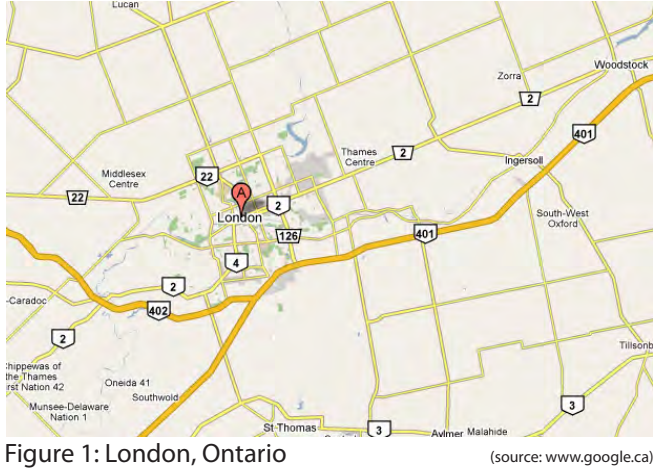 Lucan
Woodstock
Zorra
2
401
Thames
Centre
2
Ingersoll
Middlesex
Centre
22
22
A
London
2
126
401
South-West
Oxford
4
2
402
-Caradoc
2
Tillsonb
Chippewas of
the Thames
irst Nation 42
Oneida 41
Munsee-Delaware
Nation 1
Southwold
3
St Thomas
3
Aylmer
Malahide
Figure 1: London, Ontario
(source: www.google.ca)